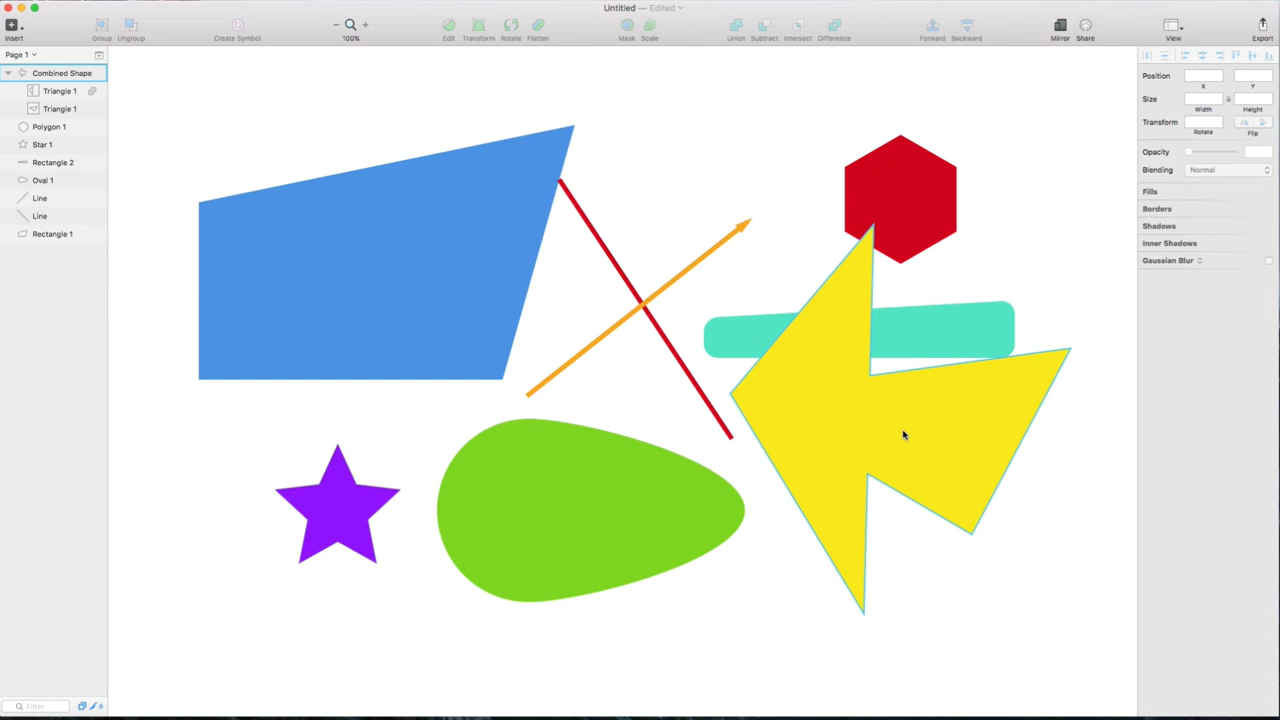 Untitled — Edited
Insert
Group
Ungroup
Create Symbol
100%
Edit
Transform
Rotate
Flatten
Mask
Scale
Union
Subtract
Intersect
Difference
Forward
Backward
Mirror
Share
View
Export
Page 1
Combined Shape
Triangle 1
Triangle 1
Polygon 1
Star 1
Rectangle 2
Oval 1
Line
Line
Rectangle 1
Filter
0
Position
X
Y
Size
Width
Height
Transform
Rotate
Flip
Opacity
Blending
Normal
Fills
Borders
Shadows
Inner Shadows
Gaussian Blur